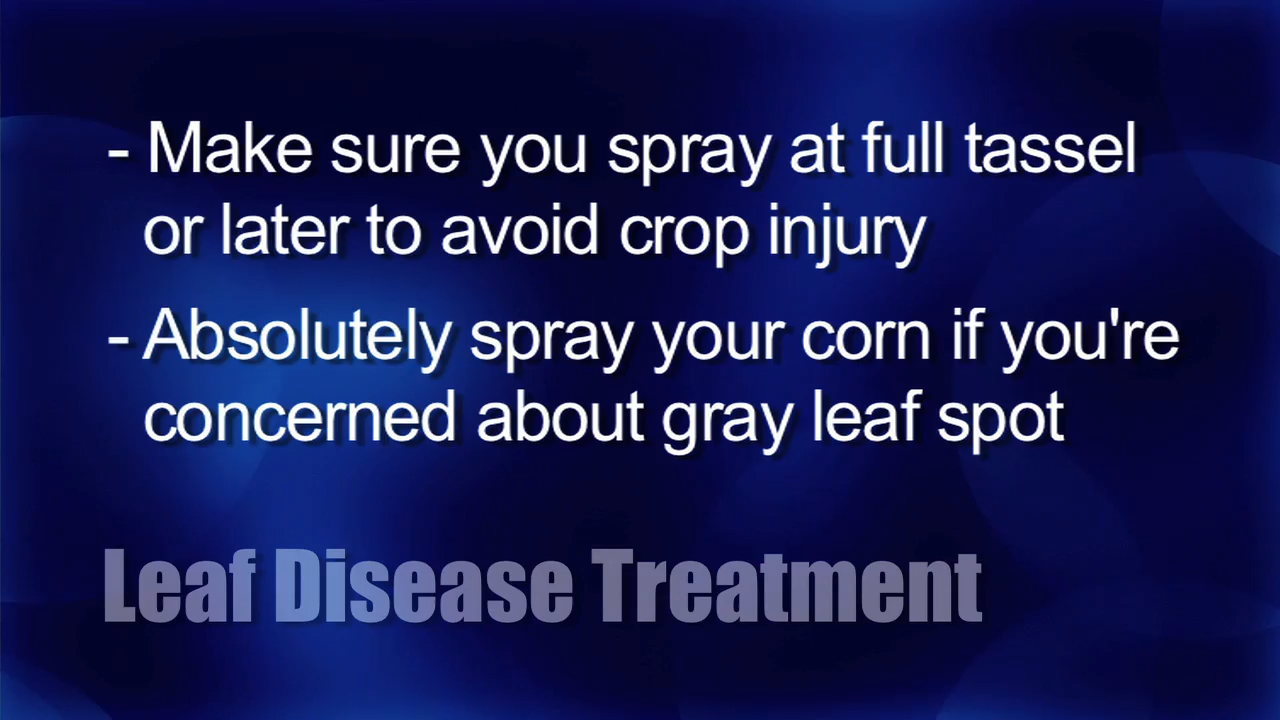 - Make sure you spray at full tassel
or later to avoid crop injury
- Absolutely spray your corn if you're
concerned about gray leaf spot
Leaf Disease Treatment